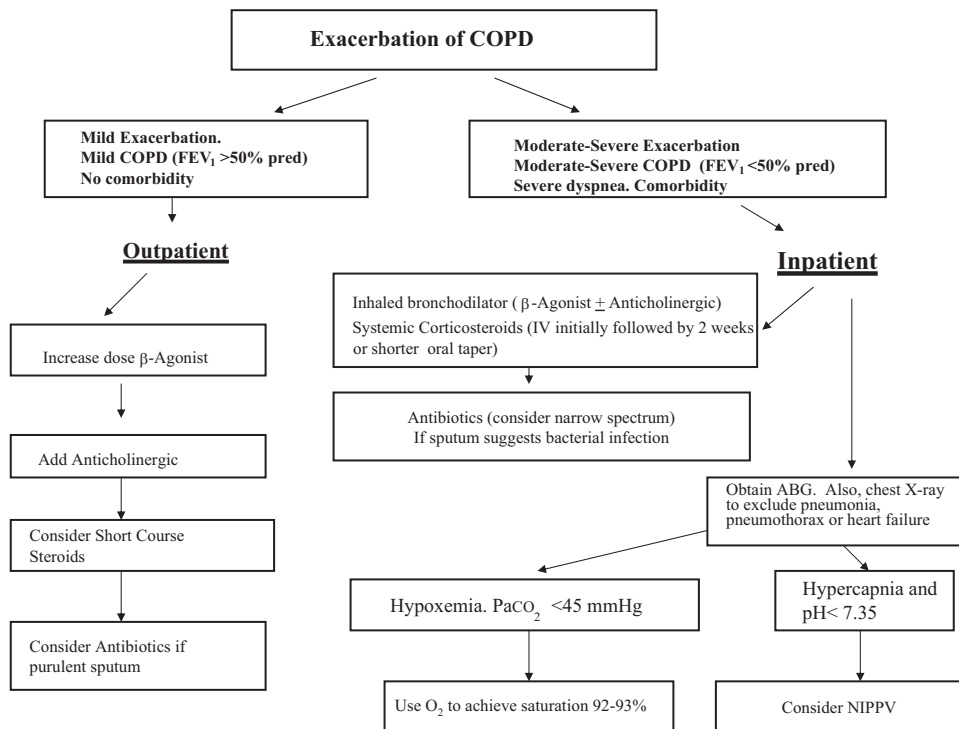 Exacerbation of COPD
Mild Exacerbation.
Mild COPD (FEV₁ >50% pred)
No comorbidity
Moderate-Severe Exacerbation
Moderate-Severe COPD (FEV₁ <50% pred)
Severe dyspnea. Comorbidity
Outpatient
Inpatient
Increase dose β-Agonist
Add Anticholinergic
Consider Short Course
Steroids
Consider Antibiotics if
purulent sputum
Inhaled bronchodilator ( β-Agonist ± Anticholinergic)
Systemic Corticosteroids (IV initially followed by 2 weeks
or shorter oral taper)
Antibiotics (consider narrow spectrum)
If sputum suggests bacterial infection
Obtain ABG. Also, chest X-ray
to exclude pneumonia,
pneumothorax or heart failure
Hypoxemia. PaCO₂ <45 mmHg
Hypercapnia and
pH< 7.35
Use O₂ to achieve saturation 92-93%
Consider NIPPV